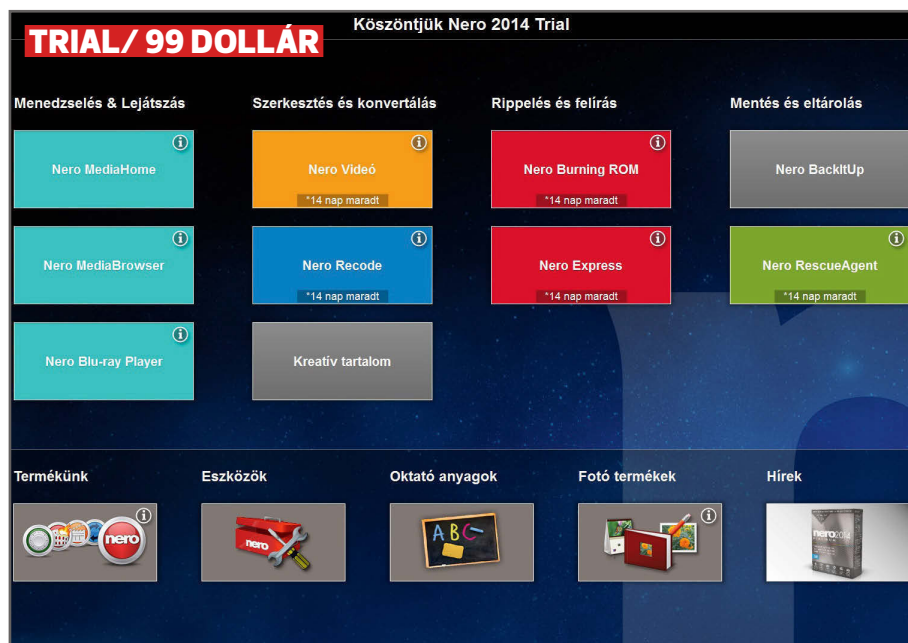 Köszöntjük Nero 2014 Trial
TRIAL/ 99 DOLLÁR
Menedzselés & Lejátszás
Szerkesztés és konvertálás
Rippelés és felírás
Mentés és eltárolás
Nero MediaHome
Nero Videó
*14 nap maradt
Nero Burning ROM
*14 nap maradt
Nero BackItUp
Nero MediaBrowser
Nero Recode
*14 nap maradt
Nero Express
*14 nap maradt
Nero RescueAgent
*14 nap maradt
Nero Blu-ray Player
Kreatív tartalom
Termékünk
Eszközök
Oktató anyagok
Fotó termékek
Hírek
nero
nero
ABC
nero2014